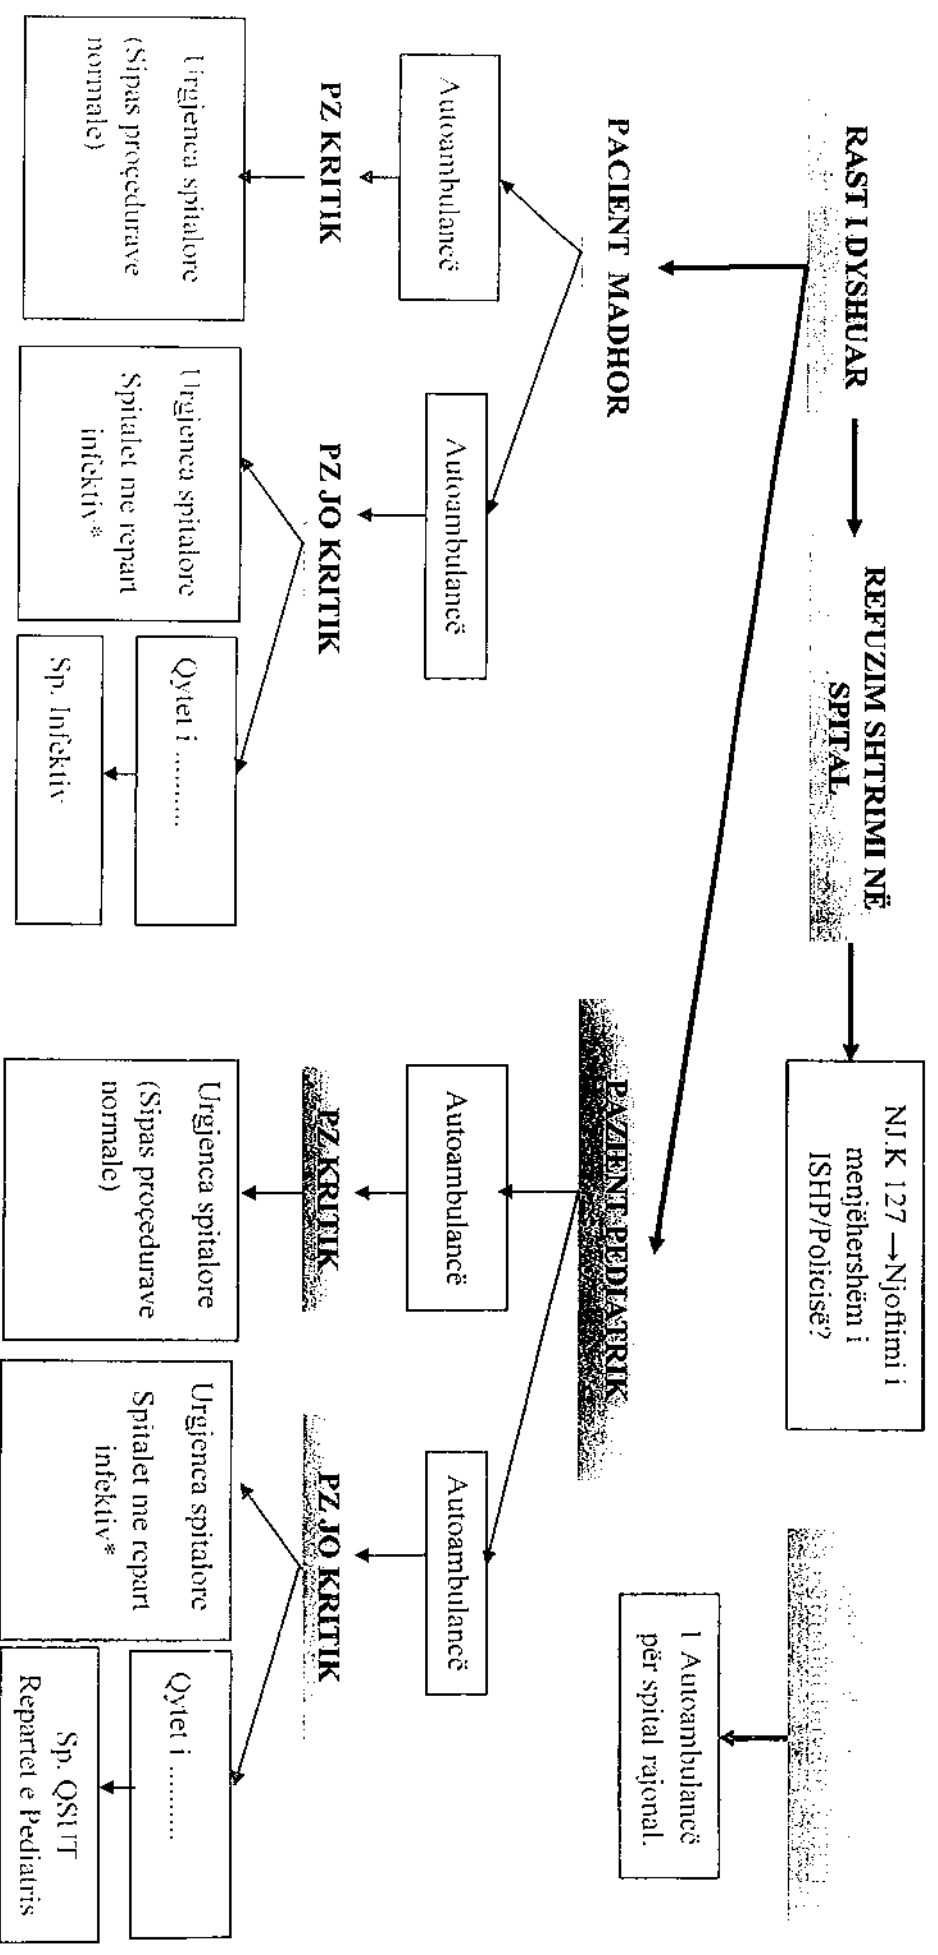 RAST I DYSHUAR
REFUZIM SHTRIMI NË
SPITAL
NJ.K 127 →Njoftimi i
menjëhershëm i
ISHP/Policisë?
1 Autoambulancë
për spital rajonal.
PACIENT MADHOR
PAZIENT PEDIATRIK
Autoambulancë
Autoambulancë
Autoambulancë
Autoambulancë
PZ KRITIK
PZ JO KRITIK
PZ KRITIK
PZ JO KRITIK
Urgjenca spitalore
(Sipas proçedurave
normale)
Urgjenca spitalore
Spitalet me repart
infektiv*
Qytet i ..........
Sp. Infektiv
Urgjenca spitalore
(Sipas proçedurave
normale)
Urgjenca spitalore
Spitalet me repart
infektiv*
Qytet i ..........
Sp. QSUT
Repartet e Pediatris